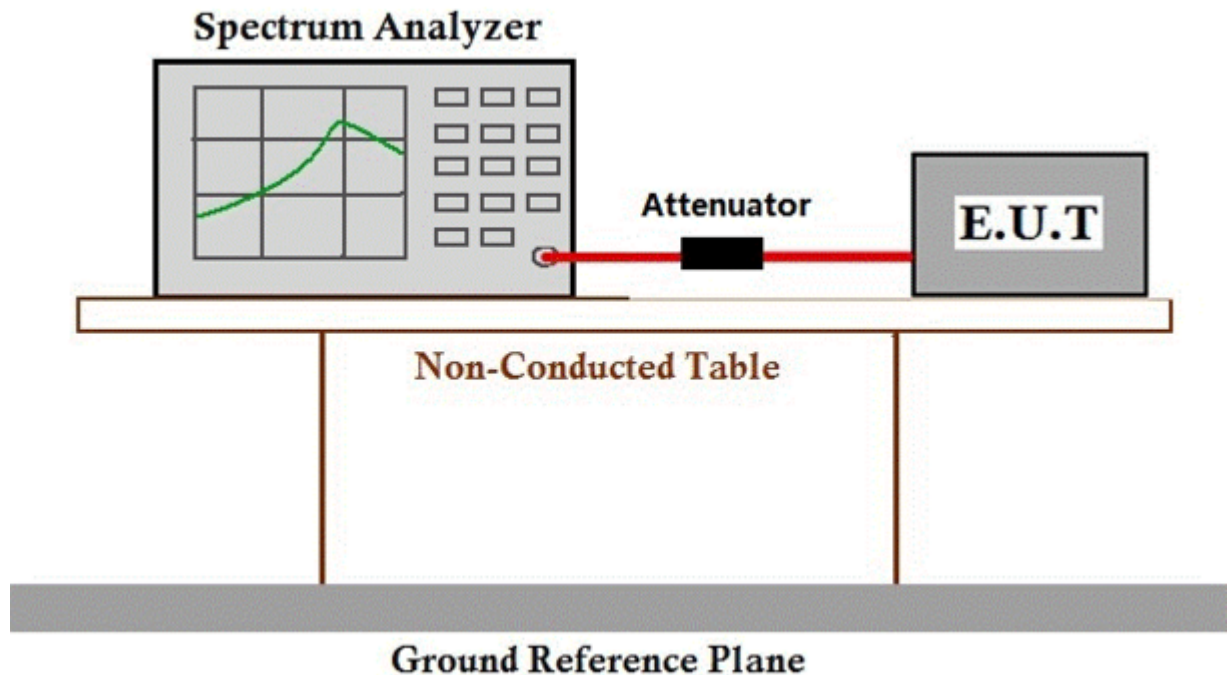 Spectrum Analyzer
Attenuator
E.U.T
Non-Conducted Table
Ground Reference Plane